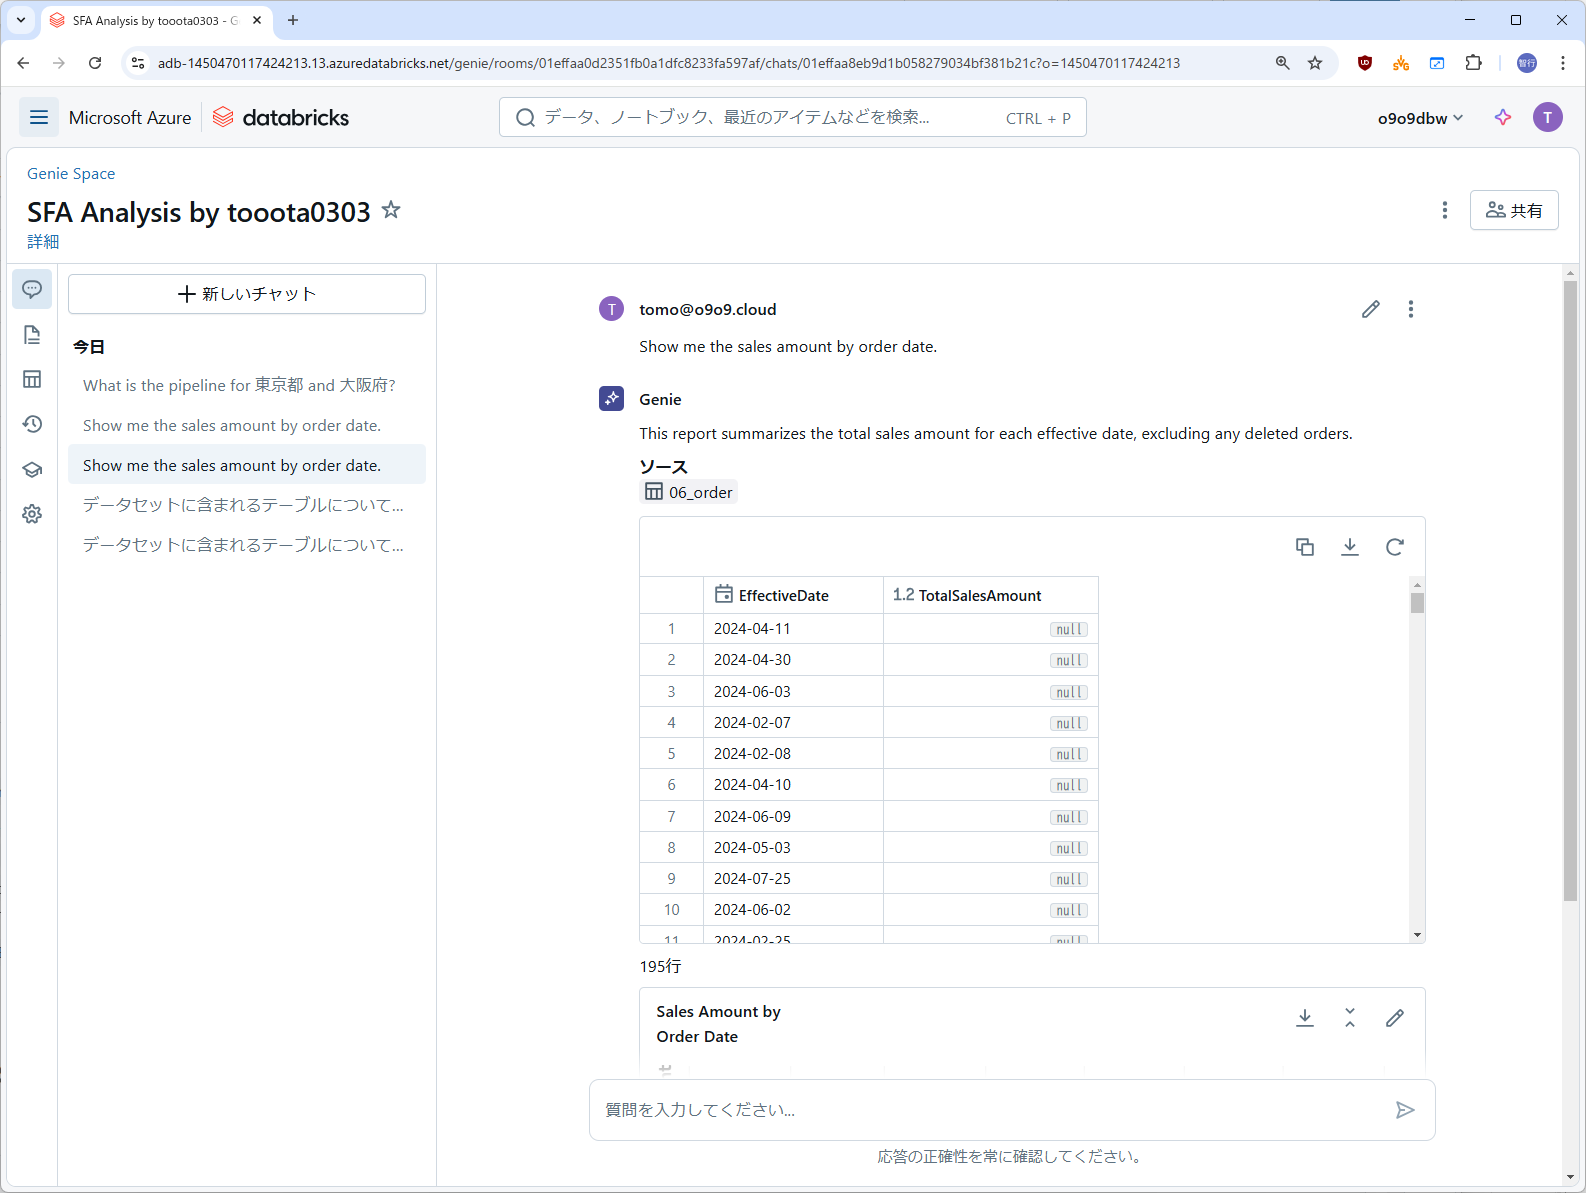 SFA Analysis by tooota0303 - G
adb-1450470117424213.13.azuredatabricks.net/genie/rooms/01effaa0d2351fb0a1dfc8233fa597af/chats/01effaa8eb9d1b058279034bf381b21c?o=1450470117424213
智行
Microsoft Azure
databricks
データ、ノートブック、最近のアイテムなどを検索...
CTRL + P
o9o9dbw
T
Genie Space
SFA Analysis by tooota0303
詳細
共有
新しいチャット
今日
What is the pipeline for 東京都 and 大阪府?
Show me the sales amount by order date.
Show me the sales amount by order date.
データセットに含まれるテーブルについて...
データセットに含まれるテーブルについて...
T
tomo@o9o9.cloud
Show me the sales amount by order date.
Genie
This report summarizes the total sales amount for each effective date, excluding any deleted orders.
ソース
06_order
EffectiveDate 1.2 TotalSalesAmount
1 2024-04-11 null
2 2024-04-30 null
3 2024-06-03 null
4 2024-02-07 null
5 2024-02-08 null
6 2024-04-10 null
7 2024-06-09 null
8 2024-05-03 null
9 2024-07-25 null
10 2024-06-02 null
11 2024-02-25 null
195行
Sales Amount by
Order Date
質問を入力してください...
応答の正確性を常に確認してください。